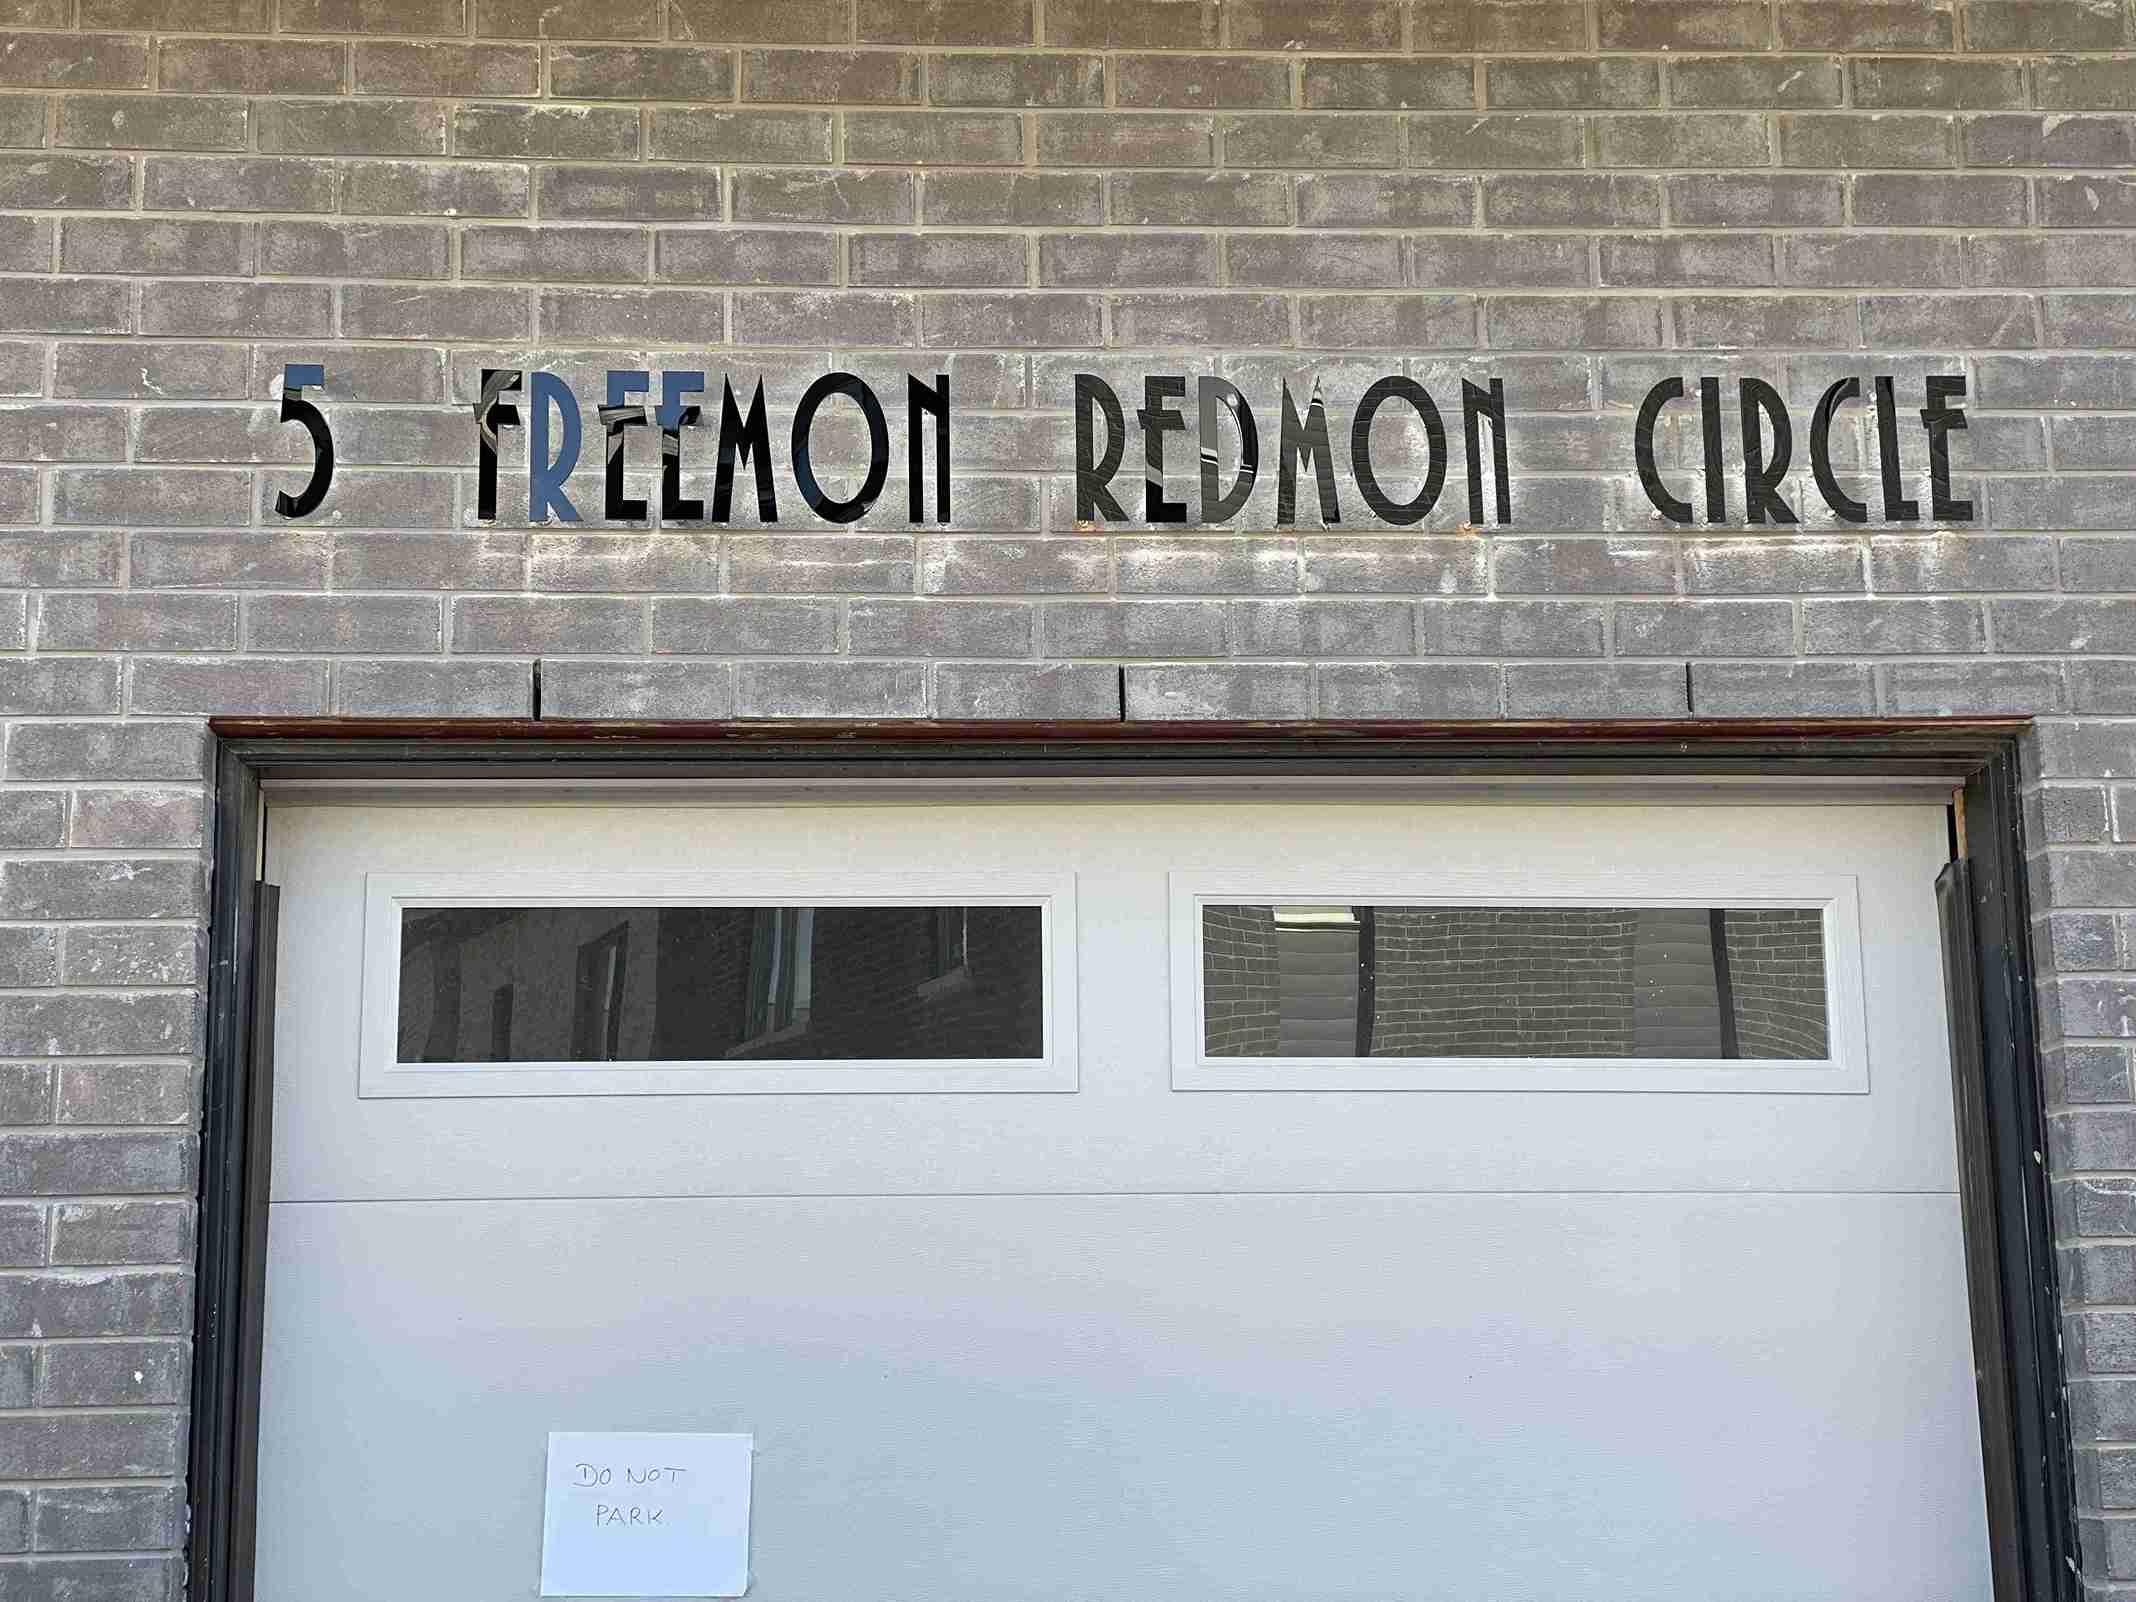 5 FREEMON REDMON CIRCLE
DO NOT
PARK.